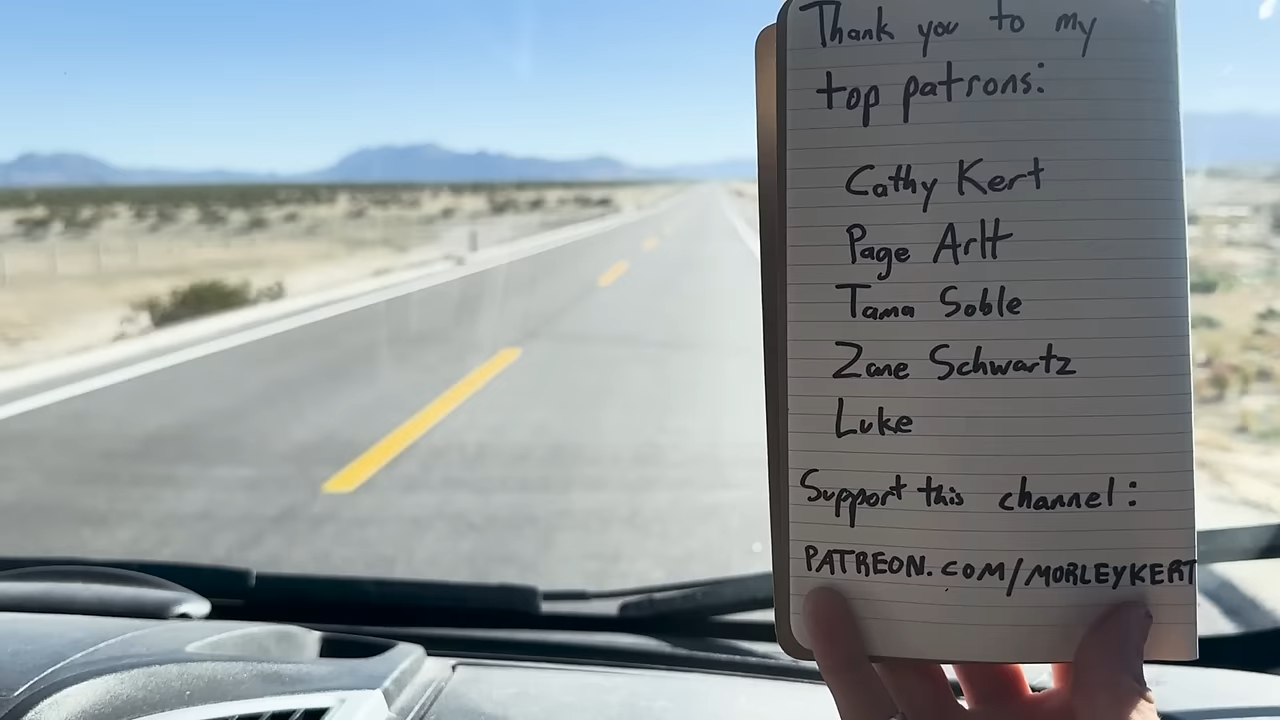 Thank you to my
top patrons:
Cathy Kert
Page Arlt
Tama Soble
Zane Schwartz
Luke
Support this channel:
PATREON.COM/MORLEYKERT